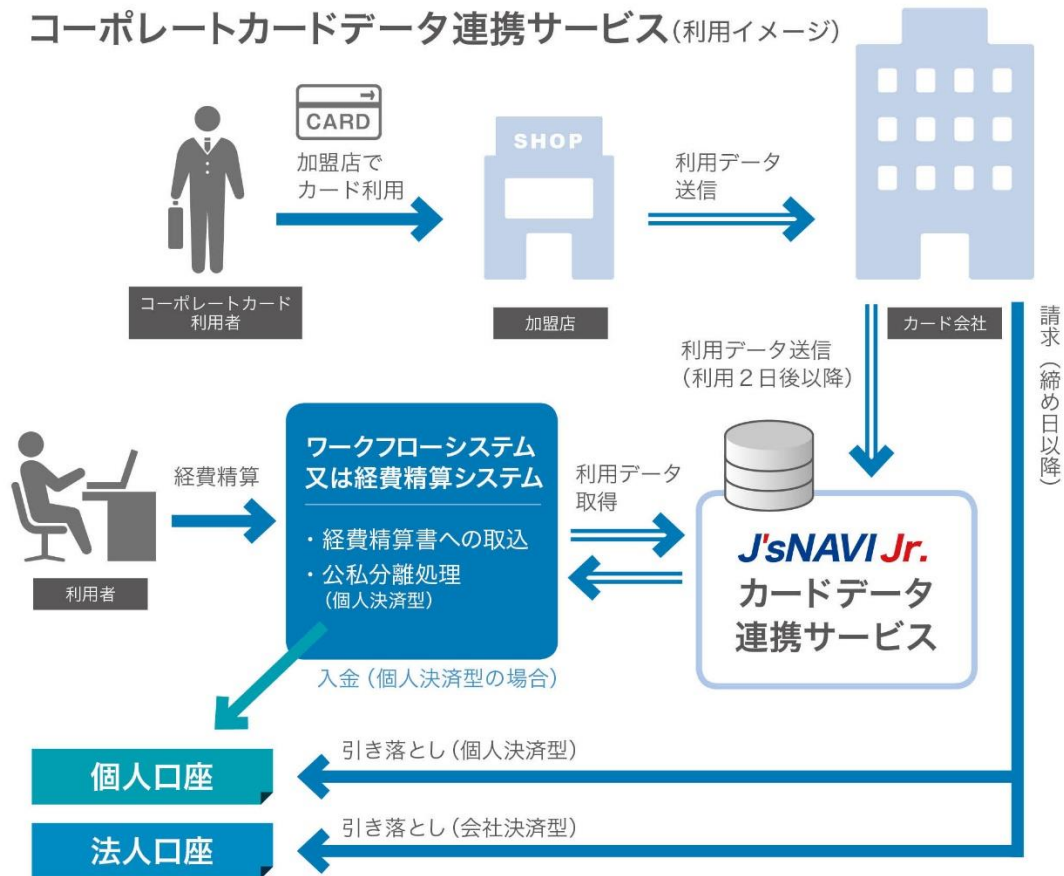 コーポレートカードデータ連携サービス(利用イメージ)
CARD
加盟店で
カード利用
SHOP
利用データ
送信
コーポレートカード
利用者
加盟店
カード会社
請求（締め日以降）
利用データ送信
(利用２日後以降)
経費精算
利用者
ワークフローシステム
又は経費精算システム
・経費精算書への取込
・公私分離処理
(個人決済型)
利用データ
取得
J'sNAVI Jr.
カードデータ
連携サービス
入金(個人決済型の場合)
引き落とし(個人決済型)
個人口座
引き落とし(会社決済型)
法人口座